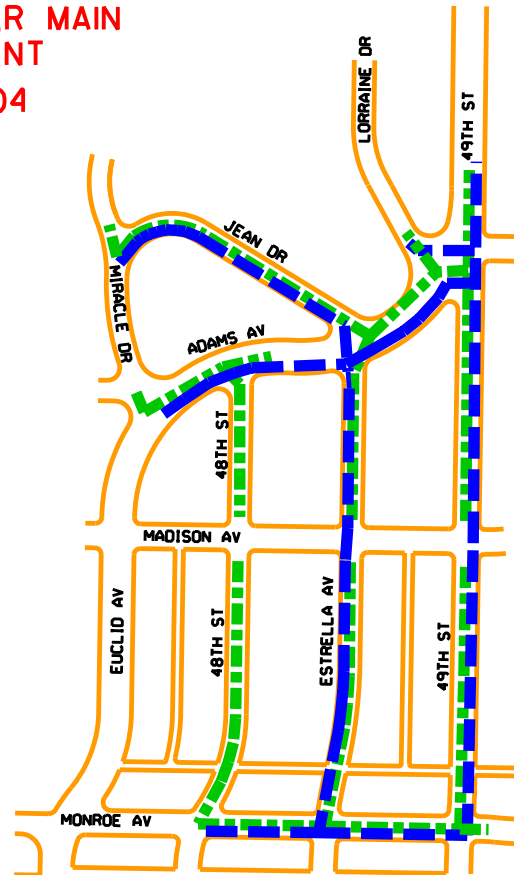 R MAIN
NT
04
LORRAINE DR
49TH ST
JEAN DR
MIRACLE DR
ADAMS AV
48TH ST
MADISON AV
EUCLID AV
48TH ST
ESTRELLA AV
49TH ST
MONROE AV